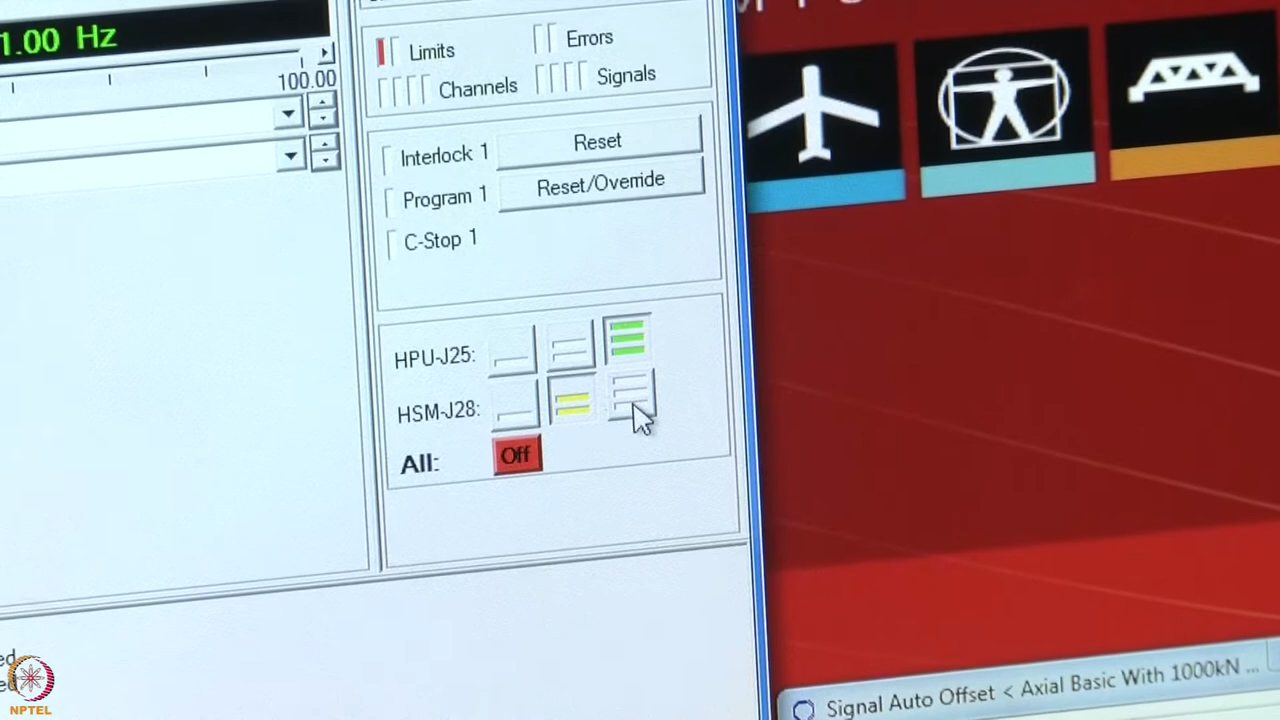 1.00 Hz
100.00
Limits
Errors
Channels
Signals
Interlock 1
Reset
Program 1
Reset/Override
C-Stop 1
HPU-J25:
HSM-J28:
All:
Off
Signal Auto Offset < Axial Basic With 1000kN ...
NPTEL